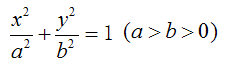 x²/a² + y²/b² = 1 (a > b > 0)